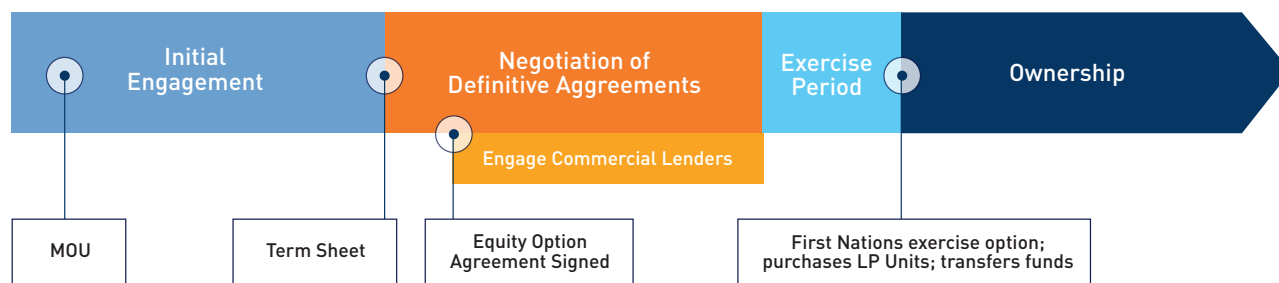 Initial
Engagement
Negotiation of
Definitive Aggreements
Exercise
Period
Ownership
Engage Commercial Lenders
MOU
Term Sheet
Equity Option
Agreement Signed
First Nations exercise option;
purchases LP Units; transfers funds